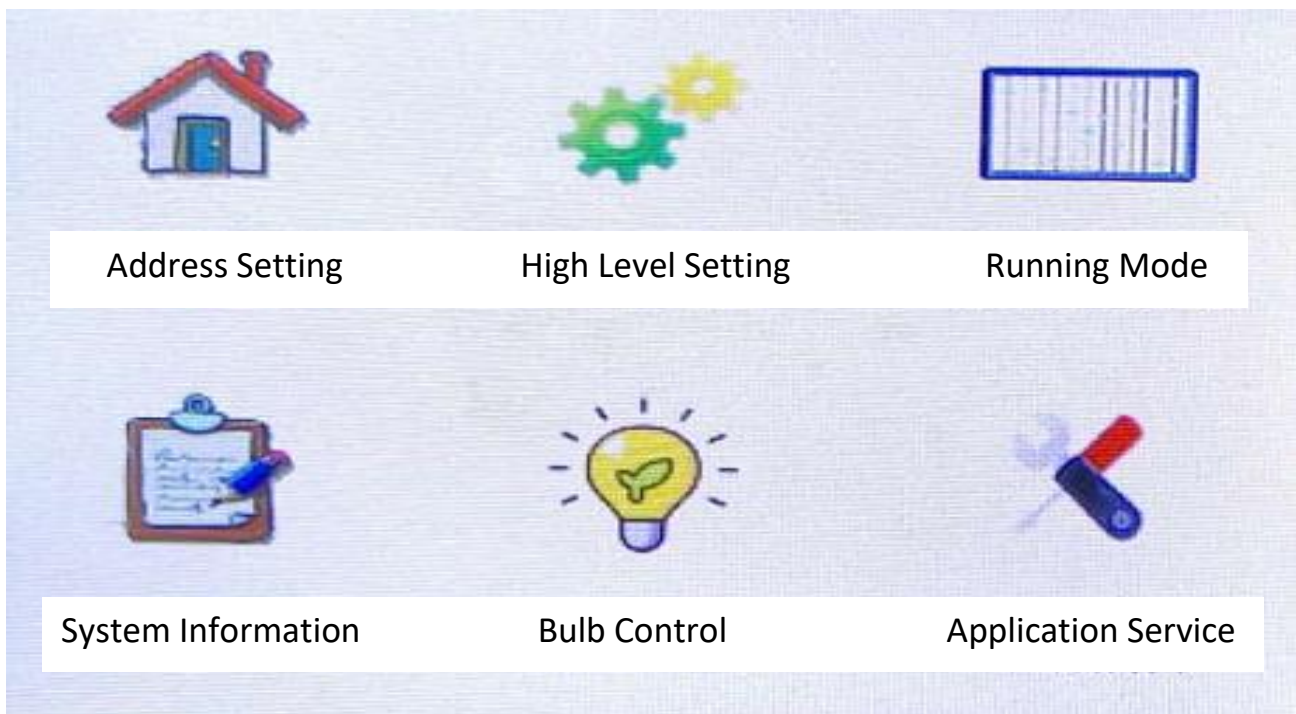 Address Setting
High Level Setting
Running Mode
System Information
Bulb Control
Application Service